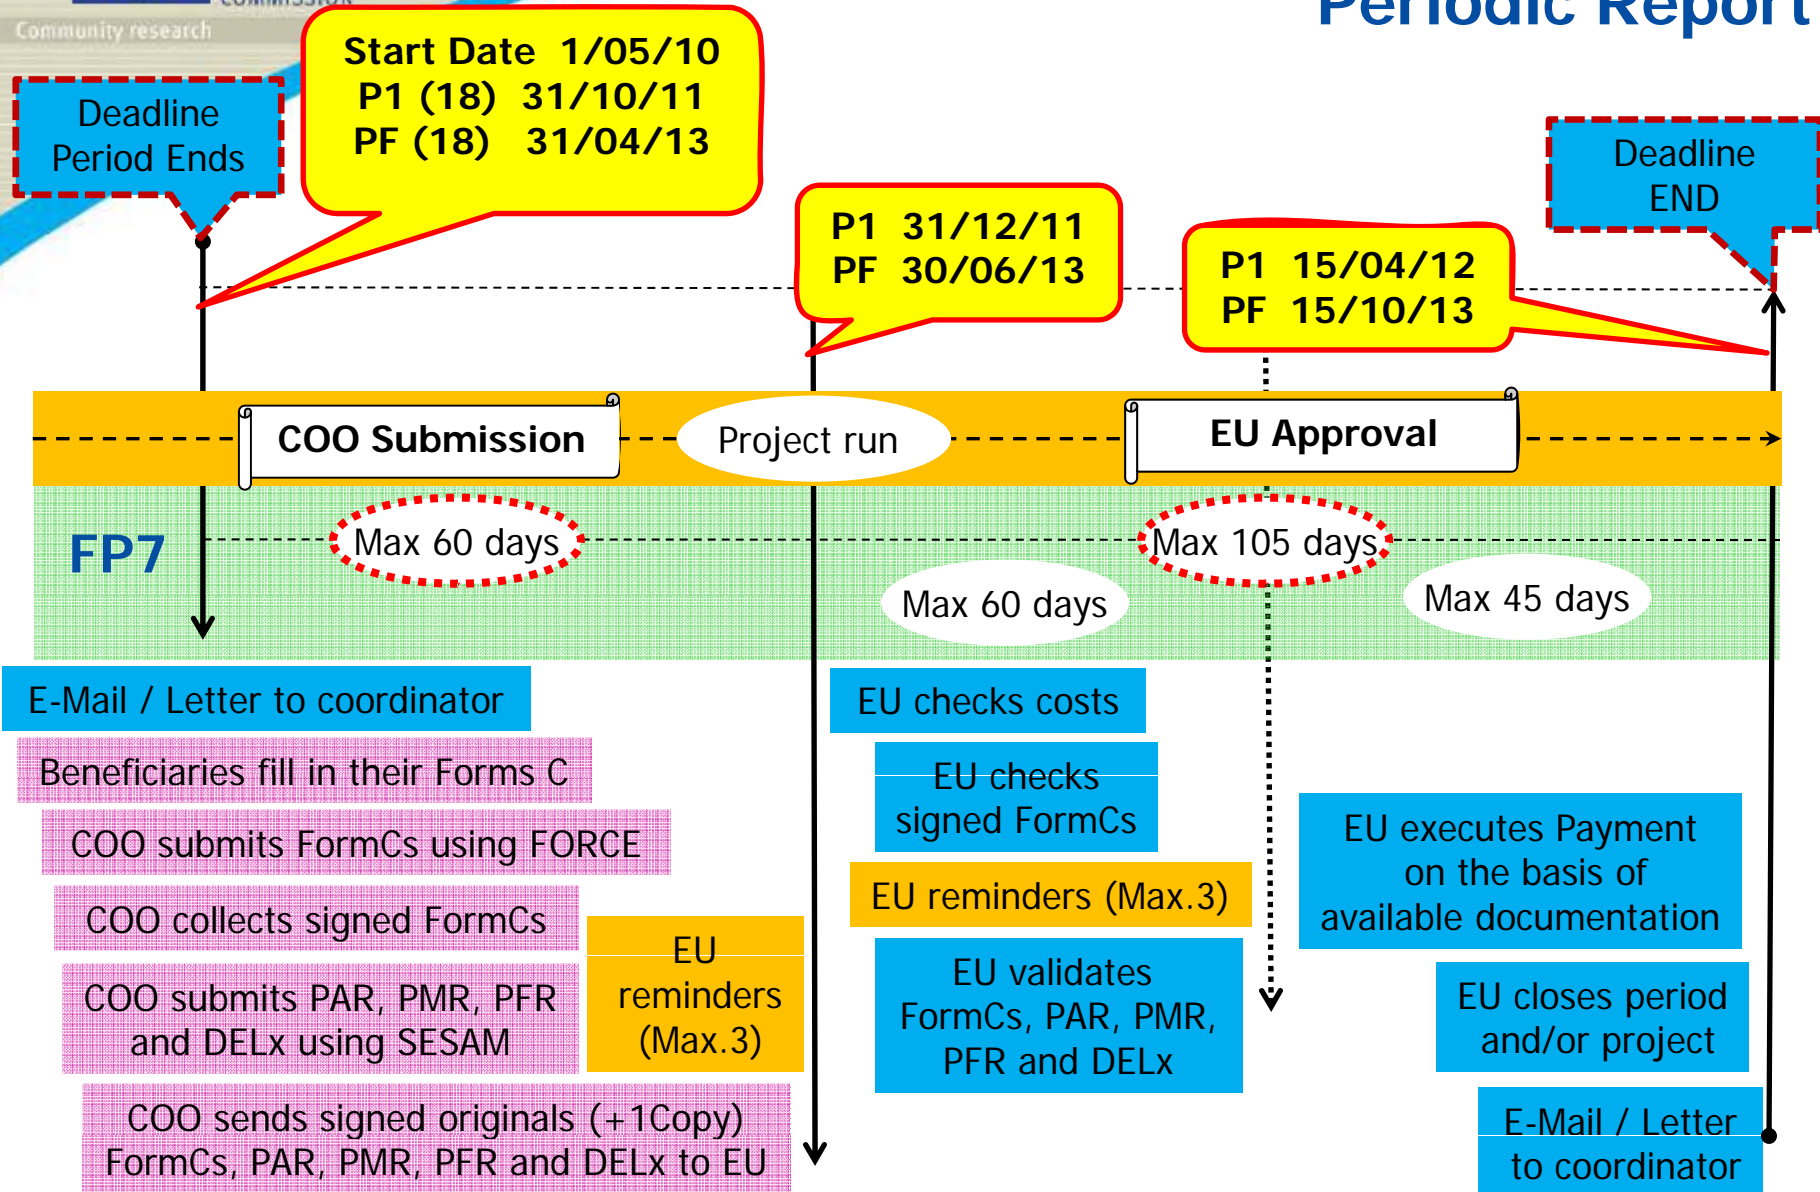 COMMISSION
Community research
Periodic Report
Start Date 1/05/10
P1 (18) 31/10/11
PF (18) 31/04/13
Deadline
Period Ends
P1 31/12/11
PF 30/06/13
P1 15/04/12
PF 15/10/13
Deadline
END
COO Submission
Project run
EU Approval
FP7
Max 60 days
Max 105 days
Max 60 days
Max 45 days
E-Mail / Letter to coordinator
Beneficiaries fill in their Forms C
COO submits FormCs using FORCE
COO collects signed FormCs
COO submits PAR, PMR, PFR
and DELx using SESAM
EU
reminders
(Max.3)
COO sends signed originals (+1Copy)
FormCs, PAR, PMR, PFR and DELx to EU
EU checks costs
EU checks
signed FormCs
EU reminders (Max.3)
EU validates
FormCs, PAR, PMR,
PFR and DELx
EU executes Payment
on the basis of
available documentation
EU closes period
and/or project
E-Mail / Letter
to coordinator